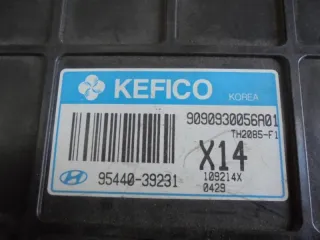 KEFICO
KOREA
9090930056A01
TH2085-F1
X14
95440-39231
109214X
0429